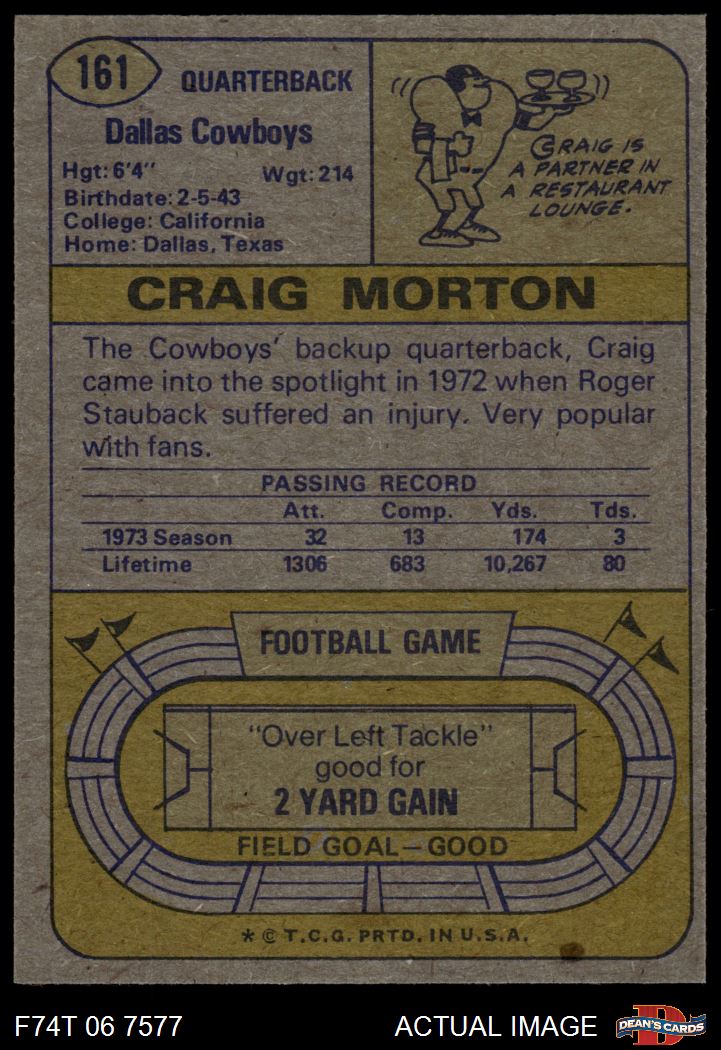 161
QUARTERBACK
Dallas Cowboys
Hgt: 6'4" Wgt: 214
Birthdate: 2-5-43
College: California
Home: Dallas, Texas
CRAIG IS
A PARTNER IN
A RESTAURANT
LOUNGE.
CRAIG MORTON
The Cowboys' backup quarterback, Craig
came into the spotlight in 1972 when Roger
Stauback suffered an injury. Very popular
with fans.
PASSING RECORD
Att. Comp. Yds. Tds.
1973 Season 32 13 174 3
Lifetime 1306 683 10,267 80
FOOTBALL GAME
"Over Left Tackle"
good for
2 YARD GAIN
FIELD GOAL—GOOD
* © T.C.G. PRTD. IN U.S.A.
F74T 06 7577 ACTUAL IMAGE
D
DEAN'S CARDS